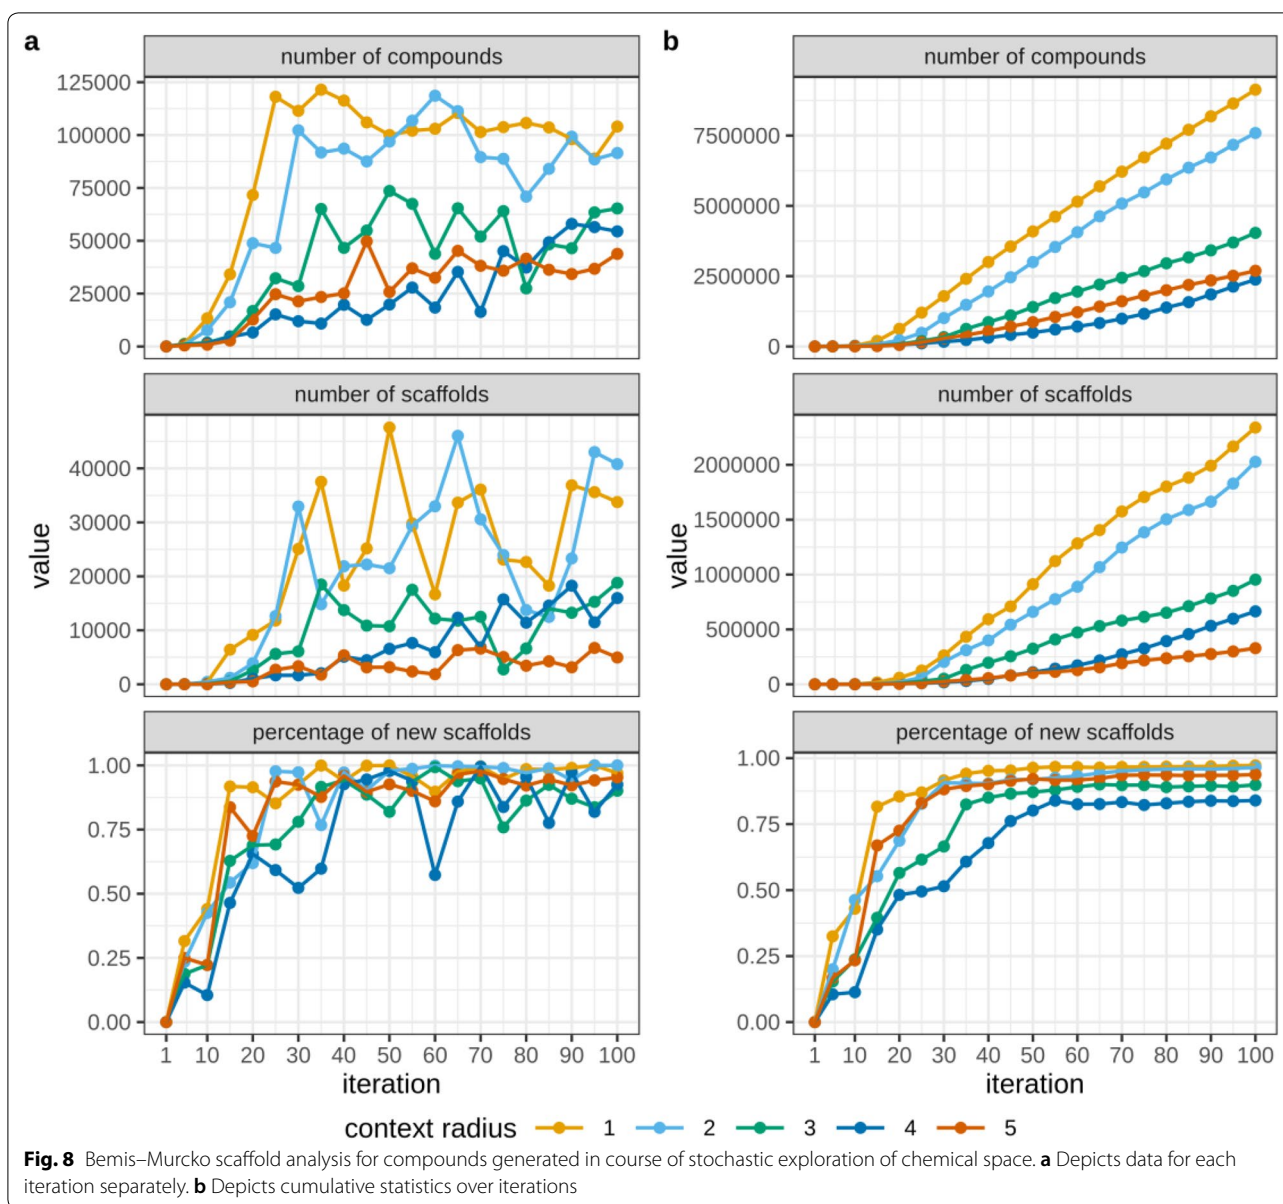 a
number of compounds
125000
100000
75000
50000
25000
0
number of scaffolds
40000
30000
20000
10000
0
value
percentage of new scaffolds
1.00
0.75
0.50
0.25
0.00
1 10 20 30 40 50 60 70 80 90 100
iteration
b
number of compounds
7500000
5000000
2500000
0
number of scaffolds
2000000
1500000
1000000
500000
0
value
percentage of new scaffolds
1.00
0.75
0.50
0.25
0.00
1 10 20 30 40 50 60 70 80 90 100
iteration
context radius 1 2 3 4 5
Fig. 8 Bemis–Murcko scaffold analysis for compounds generated in course of stochastic exploration of chemical space. a Depicts data for each
iteration separately. b Depicts cumulative statistics over iterations